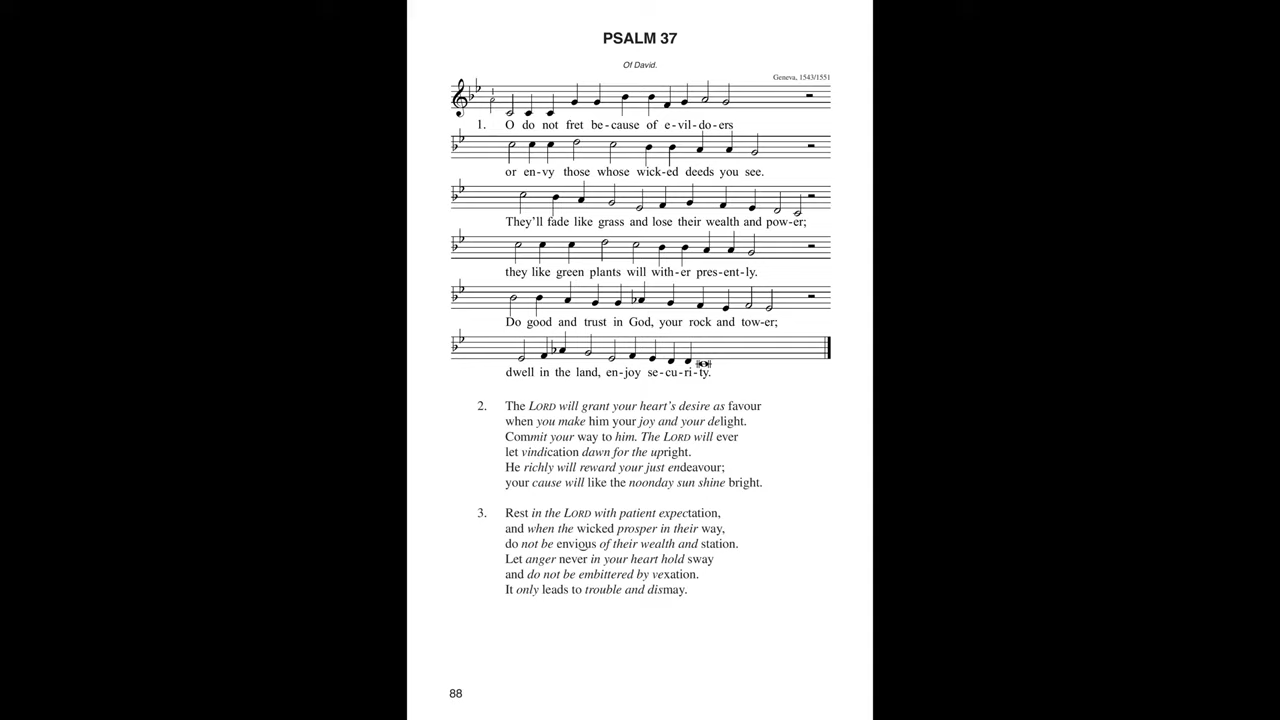 PSALM 37
Of David.
Geneva, 1543/1551
1. O do not fret be-cause of e-vil-do-ers
or en-vy those whose wick-ed deeds you see.
They'll fade like grass and lose their wealth and pow-er;
they like green plants will with-er pres-ent-ly.
Do good and trust in God, your rock and tow-er;
dwell in the land, en-joy se-cu-ri-ty.
2. The LORD will grant your heart's desire as favour
when you make him your joy and your delight.
Commit your way to him. The LORD will ever
let vindication dawn for the upright.
He richly will reward your just endeavour;
your cause will like the noonday sun shine bright.
3. Rest in the LORD with patient expectation,
and when the wicked prosper in their way,
do not be envious of their wealth and station.
Let anger never in your heart hold sway
and do not be embittered by vexation.
It only leads to trouble and dismay.
88